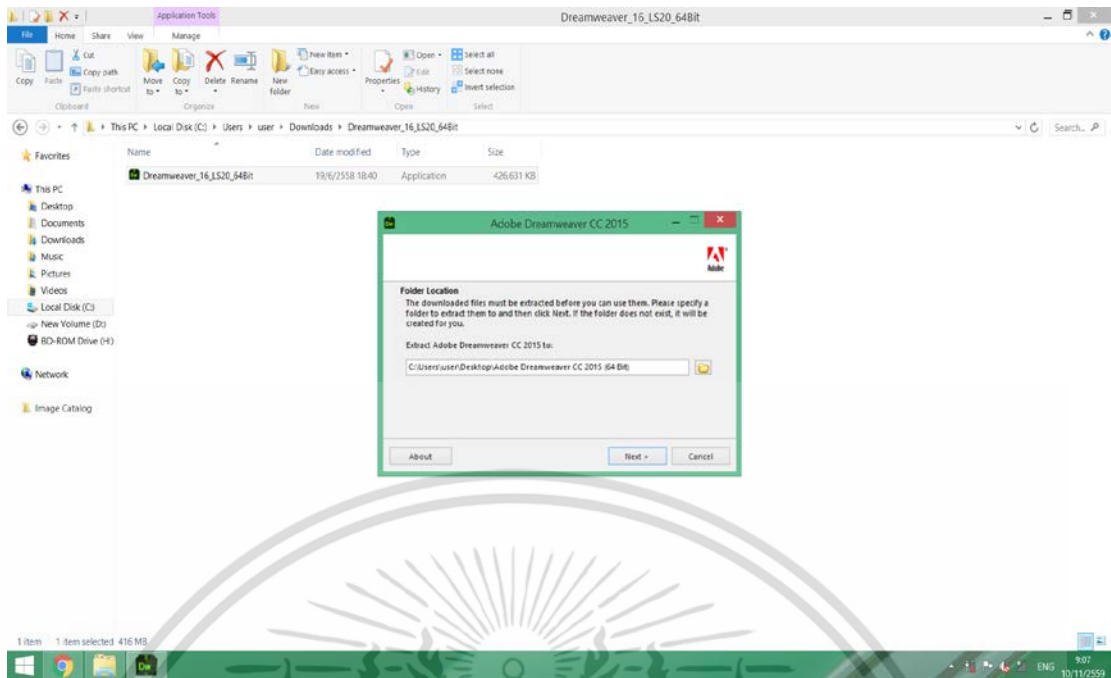 Application Tools
Dreamweaver_16_LS20_64Bit
File Home Share View Manage
Copy
Paste
Cut
Copy path
Paste shortcut
Move to
Copy to
Delete
Rename
New folder
New item
Easy access
Properties
Open
Edit
History
Select all
Select none
Invert selection
Clipboard
Organize
New
Open
Select
This PC Local Disk (C:) Users user Downloads Dreamweaver_16_LS20_64Bit
Search...
Name Date modified Type Size
Dreamweaver_16_LS20_64Bit 19/6/2558 18:40 Application 426,631 KB
Favorites
This PC
Desktop
Documents
Downloads
Music
Pictures
Videos
Local Disk (C:)
New Volume (D:)
BD-ROM Drive (H:)
Network
Image Catalog
Adobe Dreamweaver CC 2015
Adobe
Folder Location
The downloaded files must be extracted before you can use them. Please specify a
folder to extract them to and then click Next. If the folder does not exist, it will be
created for you.
Extract Adobe Dreamweaver CC 2015 to:
C:\Users\user\Desktop\Adobe Dreamweaver CC 2015 (64 Bit)
About Next > Cancel
1 item 1 item selected 416 MB
Dw
ENG
9:07
10/11/2559